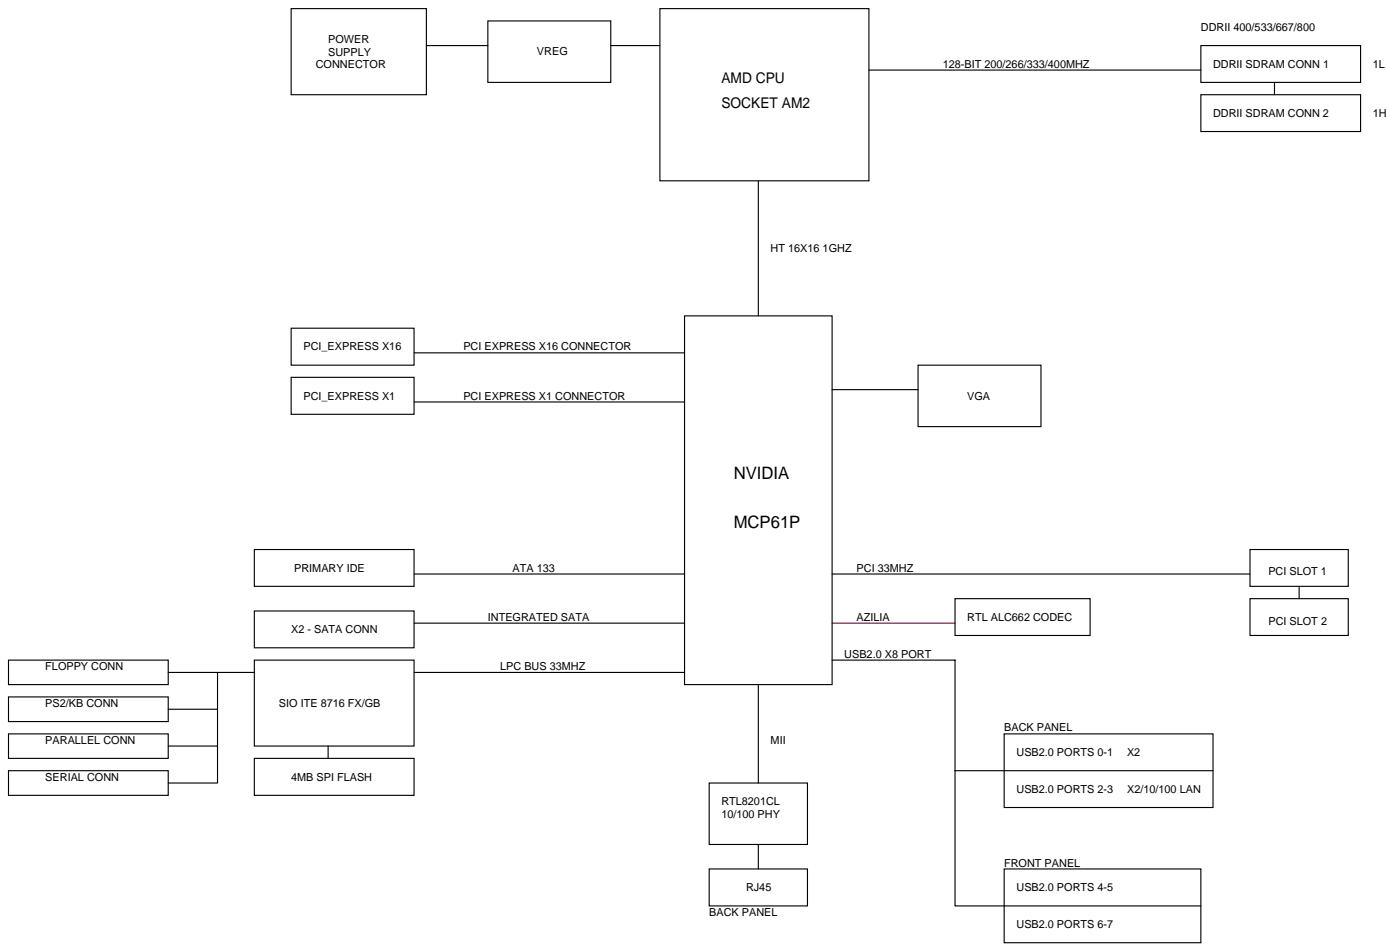 DDRII 400/533/667/800
POWER
SUPPLY
CONNECTOR
VREG
AMD CPU
SOCKET AM2
128-BIT 200/266/333/400MHZ
DDRII SDRAM CONN 1
1L
DDRII SDRAM CONN 2
1H
HT 16X16 1GHZ
PCI_EXPRESS X16
PCI EXPRESS X16 CONNECTOR
PCI_EXPRESS X1
PCI EXPRESS X1 CONNECTOR
VGA
NVIDIA
MCP61P
PRIMARY IDE
ATA 133
PCI 33MHZ
PCI SLOT 1
X2 - SATA CONN
INTEGRATED SATA
AZILIA
RTL ALC662 CODEC
PCI SLOT 2
USB2.0 X8 PORT
FLOPPY CONN
LPC BUS 33MHZ
PS2/KB CONN
SIO ITE 8716 FX/GB
PARALLEL CONN
MII
BACK PANEL
USB2.0 PORTS 0-1 X2
SERIAL CONN
4MB SPI FLASH
USB2.0 PORTS 2-3 X2/10/100 LAN
RTL8201CL
10/100 PHY
FRONT PANEL
RJ45
USB2.0 PORTS 4-5
BACK PANEL
USB2.0 PORTS 6-7